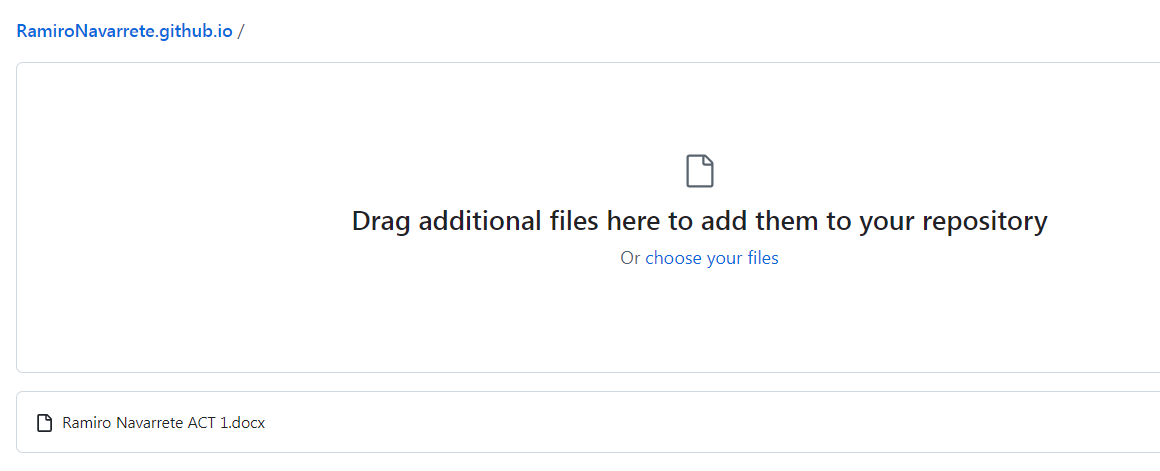 RamiroNavarrete.github.io /
Drag additional files here to add them to your repository
Or choose your files
Ramiro Navarrete ACT 1.docx